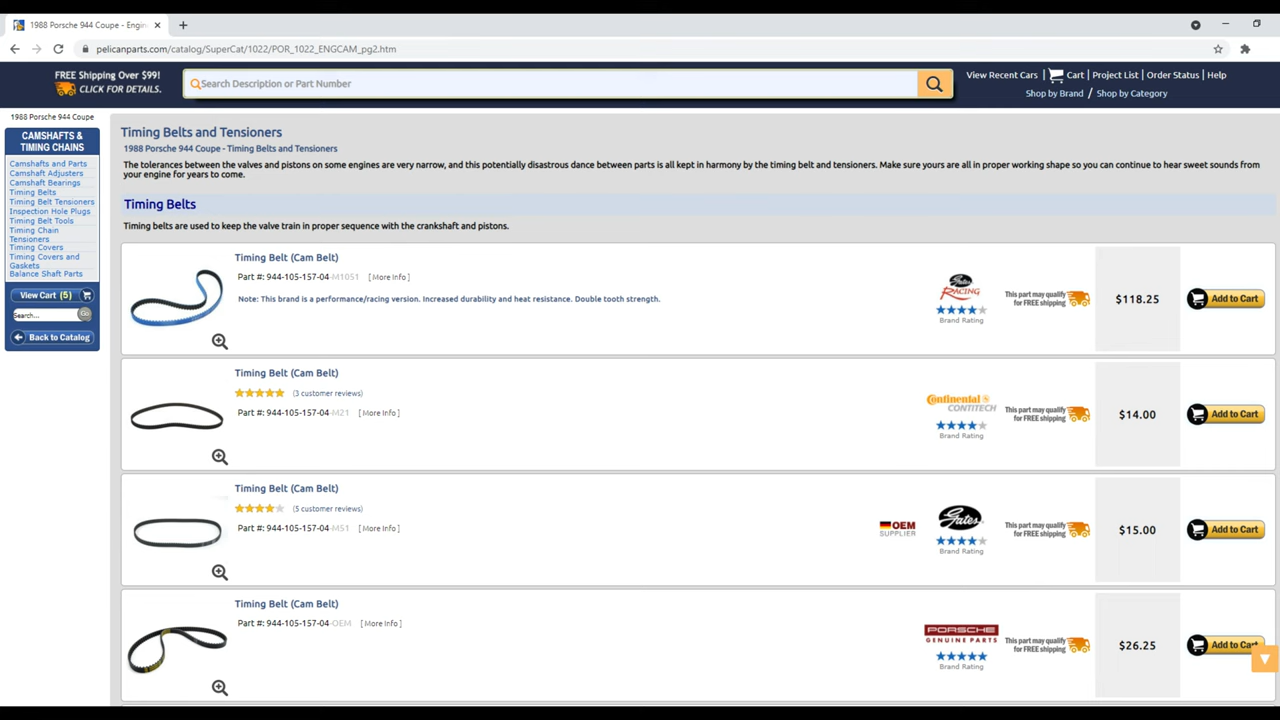 1988 Porsche 944 Coupe - Engin
pelicanparts.com/catalog/SuperCat/1022/POR_1022_ENGCAM_pg2.htm
FREE Shipping Over $99!
CLICK FOR DETAILS.
Search Description or Part Number
View Recent Cars | Cart | Project List | Order Status | Help
Shop by Brand / Shop by Category
1988 Porsche 944 Coupe
CAMSHAFTS &
TIMING CHAINS
Camshafts and Parts
Camshaft Adjusters
Camshaft Bearings
Timing Belts
Timing Belt Tensioners
Inspection Hole Plugs
Timing Belt Tools
Timing Chain
Tensioners
Timing Covers
Timing Covers and
Gaskets
Balance Shaft Parts
View Cart (5)
Search...
Go
Back to Catalog
Timing Belts and Tensioners
1988 Porsche 944 Coupe - Timing Belts and Tensioners
The tolerances between the valves and pistons on some engines are very narrow, and this potentially disastrous dance between parts is all kept in harmony by the timing belt and tensioners. Make sure yours are all in proper working shape so you can continue to hear sweet sounds from
your engine for years to come.
Timing Belts
Timing belts are used to keep the valve train in proper sequence with the crankshaft and pistons.
Timing Belt (Cam Belt)
Part #: 944-105-157-04-M1051 [ More Info ]
Note: This brand is a performance/racing version. Increased durability and heat resistance. Double tooth strength.
Gates
RACING
Brand Rating
This part may qualify
for FREE shipping
$118.25
Add to Cart
Timing Belt (Cam Belt)
(3 customer reviews)
Part #: 944-105-157-04-M21 [ More Info ]
Continental
CONTITECH
Brand Rating
This part may qualify
for FREE shipping
$14.00
Add to Cart
Timing Belt (Cam Belt)
(5 customer reviews)
Part #: 944-105-157-04-M51 [ More Info ]
OEM
SUPPLIER
Gates
Brand Rating
This part may qualify
for FREE shipping
$15.00
Add to Cart
Timing Belt (Cam Belt)
Part #: 944-105-157-04-OEM [ More Info ]
PORSCHE
GENUINE PARTS
Brand Rating
This part may qualify
for FREE shipping
$26.25
Add to Cart